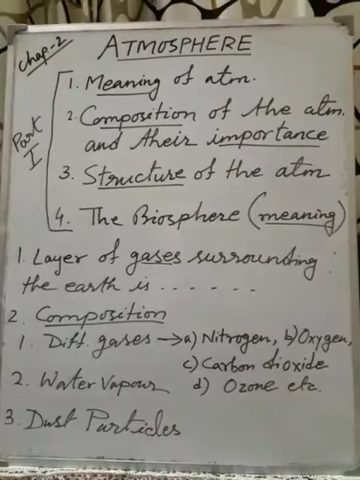 Chap-2
ATMOSPHERE
Part I
1. Meaning of atm.
2. Composition of the atm.
and their importance
3. Structure of the atm
4. The Biosphere (meaning)
1. Layer of gases surrounding :
the earth is . . . . . .
2. Composition
1. Diff. gases → a) Nitrogen, b) Oxygen,
c) Carbon dioxide
2. Water Vapour d) Ozone etc.
3. Dust Particles